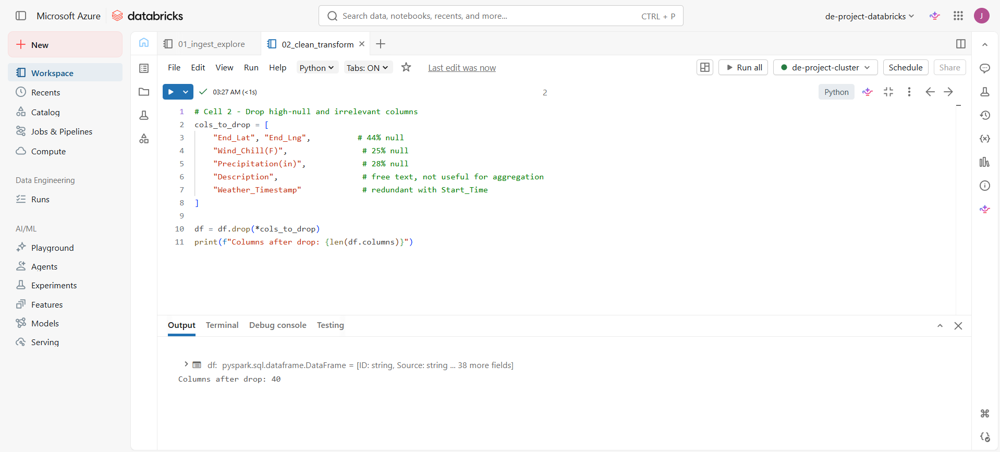 Microsoft Azure databricks
Search data, notebooks, recents, and more... CTRL + P
de-project-databricks J
New
Workspace
Recents
Catalog
Jobs & Pipelines
Compute
Data Engineering
Runs
AI/ML
Playground
Agents
Experiments
Features
Models
Serving
01_ingest_explore 02_clean_transform
File Edit View Run Help Python Tabs: ON Last edit was now
Run all de-project-cluster Schedule Share
03:27 AM (<1s) 2 Python
1 # Cell 2 - Drop high-null and irrelevant columns
2 cols_to_drop = [
3 "End_Lat", "End_Lng", # 44% null
4 "Wind_Chill(F)", # 25% null
5 "Precipitation(in)", # 28% null
6 "Description", # free text, not useful for aggregation
7 "Weather_Timestamp" # redundant with Start_Time
8 ]
9
10 df = df.drop(*cols_to_drop)
11 print(f"Columns after drop: {len(df.columns)}")
Output Terminal Debug console Testing
df: pyspark.sql.dataframe.DataFrame = [ID: string, Source: string ... 38 more fields]
Columns after drop: 40